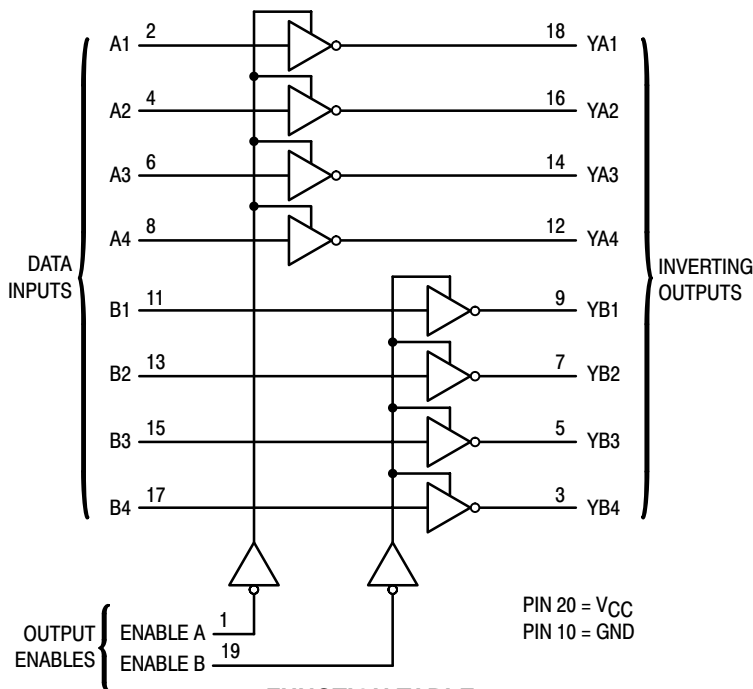 A1 2 18 YA1
A2 4 16 YA2
A3 6 14 YA3
A4 8 12 YA4
DATA
INPUTS
INVERTING
OUTPUTS
B1 11 9 YB1
B2 13 7 YB2
B3 15 5 YB3
B4 17 3 YB4
OUTPUT
ENABLES
ENABLE A 1
ENABLE B 19
PIN 20 = VCC
PIN 10 = GND